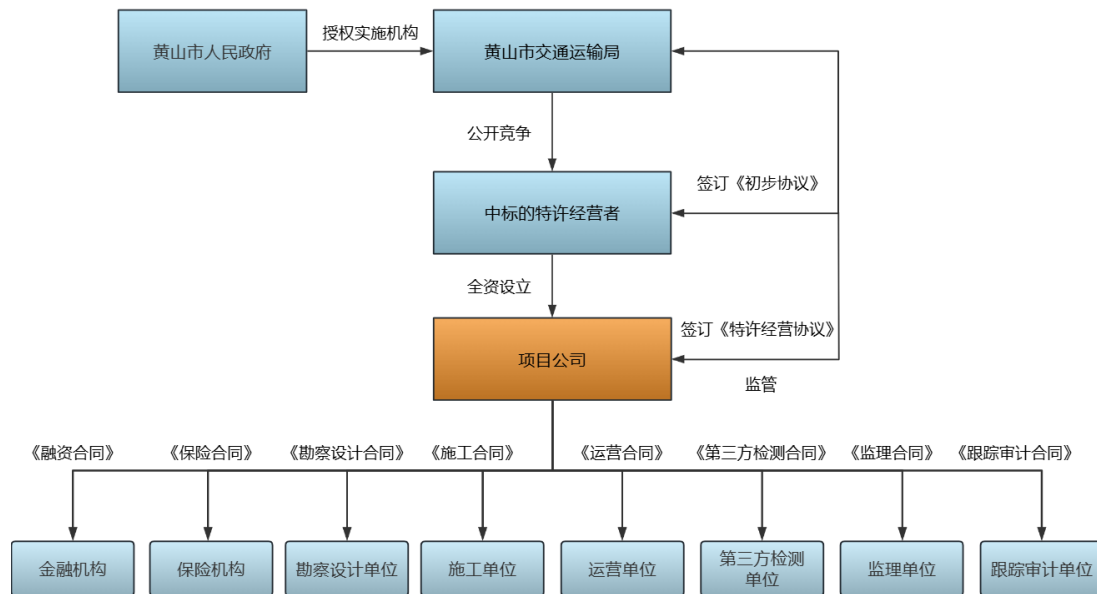 黄山市人民政府
授权实施机构
黄山市交通运输局
公开竞争
签订《初步协议》
中标的特许经营者
全资设立
签订《特许经营协议》
项目公司
监管
《融资合同》
《保险合同》
《勘察设计合同》
《施工合同》
《运营合同》
《第三方检测合同》
《监理合同》
《跟踪审计合同》
金融机构
保险机构
勘察设计单位
施工单位
运营单位
第三方检测
单位
监理单位
跟踪审计单位